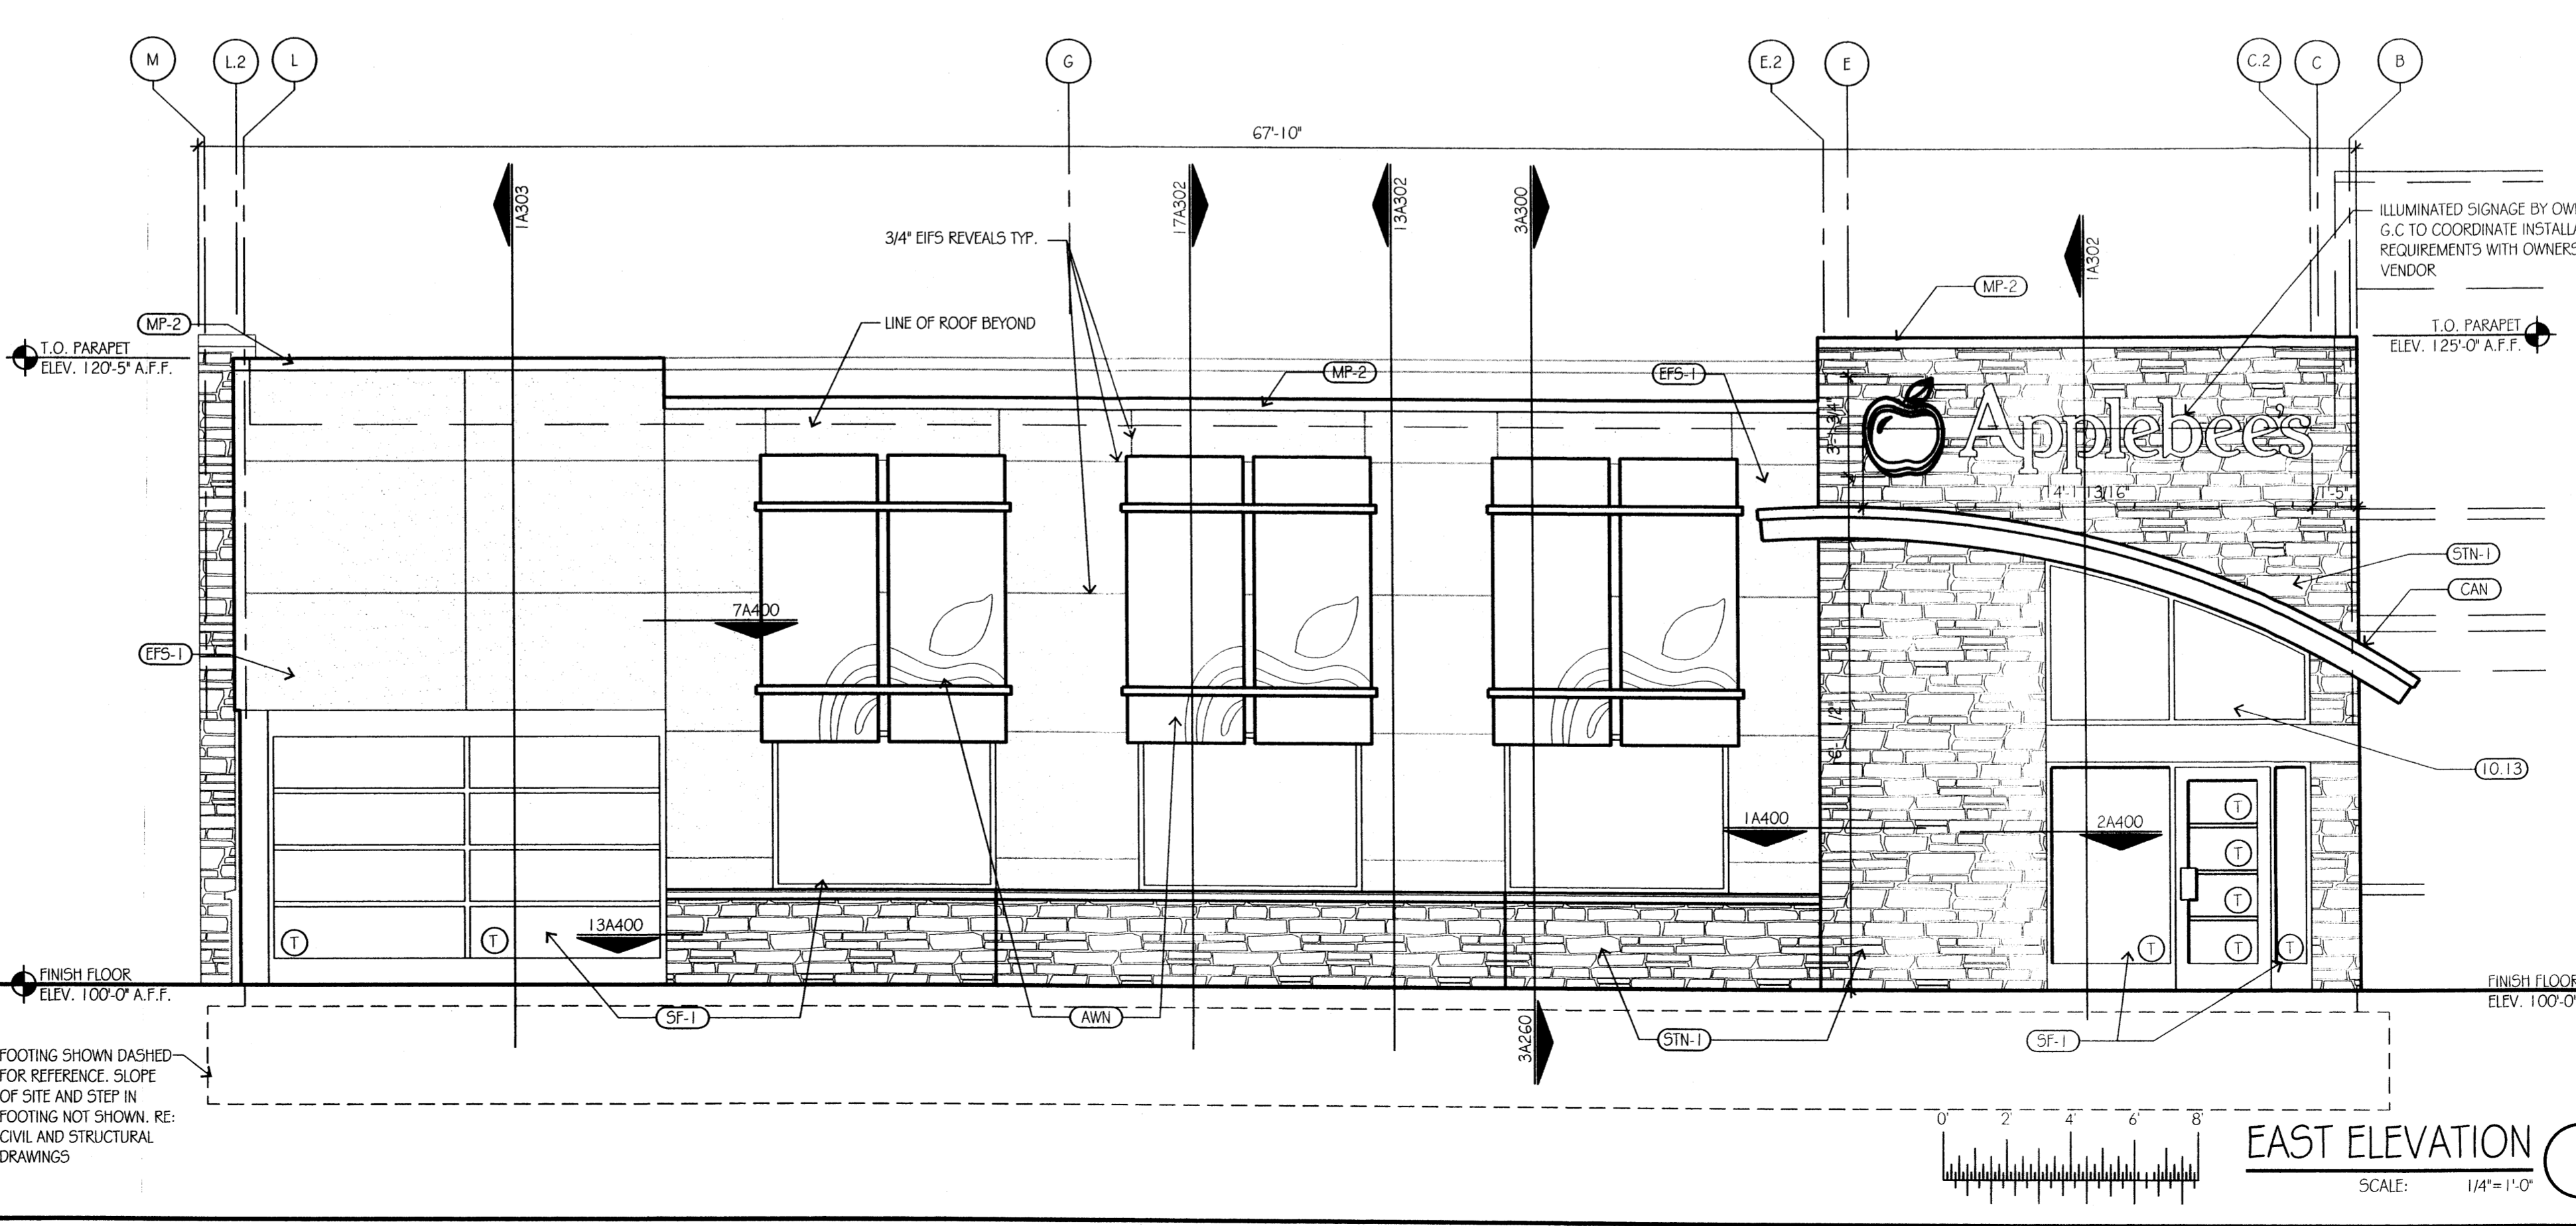 M
L.2
L
G
E.2
E
C.2
C
B
67'-10"
1A303
17A302
13A302
3A300
1A302
ILLUMINATED SIGNAGE BY
G.C TO COORDINATE
REQUIREMENTS WITH OWNERS
VENDOR
3/4" EIFS REVEALS TYP.
LINE OF ROOF BEYOND
MP-2
MP-2
MP-2
EFS-1
T.O. PARAPET
ELEV. 120'-5" A.F.F.
T.O. PARAPET
ELEV. 125'-0" A.F.F.
Applebee's
14'-1 13/16"
1'-5"
STN-1
CAN
7A400
EFS-1
10.13
1A400
2A400
T
T
T
T
13A400
T
T
T
T
FINISH FLOOR
ELEV. 100'-0" A.F.F.
FINISH FLOOR
ELEV. 100'-0"
SF-1
AWN
3A260
STN-1
SF-1
FOOTING SHOWN DASHED
FOR REFERENCE. SLOPE
OF SITE AND STEP IN
FOOTING NOT SHOWN. RE:
CIVIL AND STRUCTURAL
DRAWINGS
0' 2' 4' 6' 8'
EAST ELEVATION
SCALE: 1/4"=1'-0"